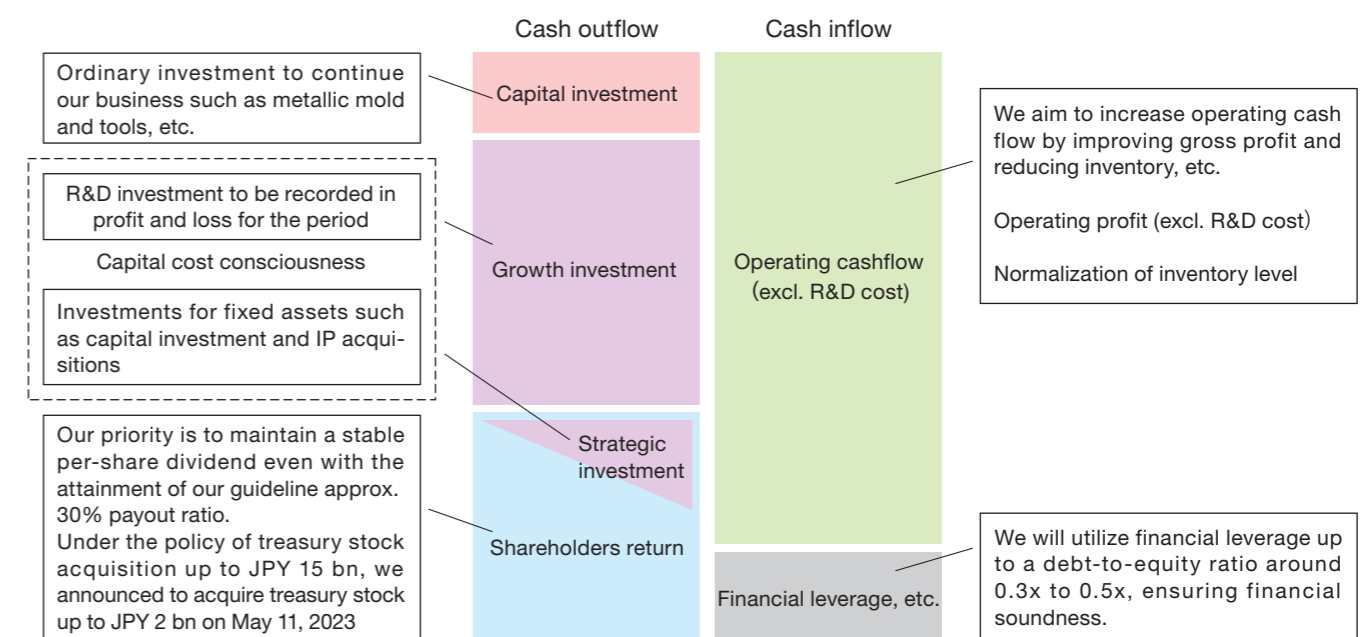 Cash outflow
Cash inflow
Ordinary investment to continue
our business such as metallic mold
and tools, etc.
Capital investment
R&D investment to be recorded in
profit and loss for the period
Capital cost consciousness
Investments for fixed assets such
as capital investment and IP acqui-
sitions
Growth investment
Operating cashflow
(excl. R&D cost)
We aim to increase operating cash
flow by improving gross profit and
reducing inventory, etc.
Operating profit (excl. R&D cost)
Normalization of inventory level
Our priority is to maintain a stable
per-share dividend even with the
attainment of our guideline approx.
30% payout ratio.
Under the policy of treasury stock
acquisition up to JPY 15 bn, we
announced to acquire treasury stock
up to JPY 2 bn on May 11, 2023
Strategic
investment
Shareholders return
Financial leverage, etc.
We will utilize financial leverage up
to a debt-to-equity ratio around
0.3x to 0.5x, ensuring financial
soundness.